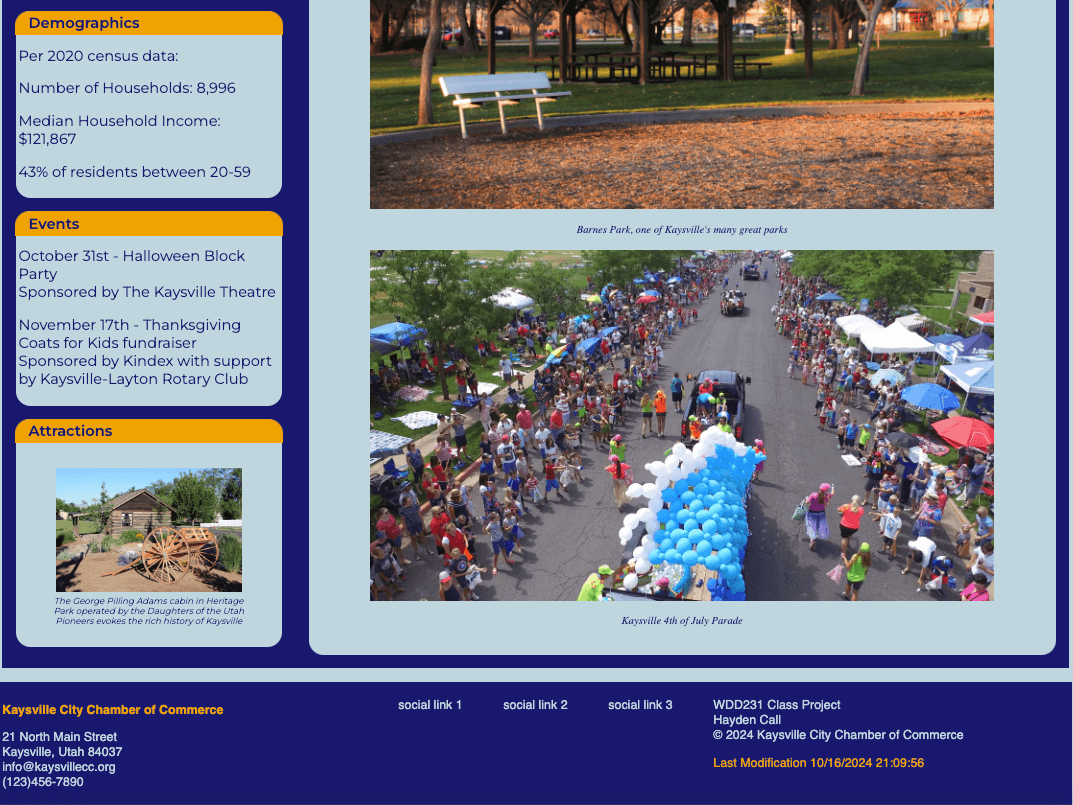 Demographics
Per 2020 census data:
Number of Households: 8,996
Median Household Income:
$121,867
43% of residents between 20-59
Events
October 31st - Halloween Block
Party
Sponsored by The Kaysville Theatre
November 17th - Thanksgiving
Coats for Kids fundraiser
Sponsored by Kindex with support
by Kaysville-Layton Rotary Club
Attractions
The George Pilling Adams cabin in Heritage
Park operated by the Daughters of the Utah
Pioneers evokes the rich history of Kaysville
Barnes Park, one of Kaysville's many great parks
Kaysville 4th of July Parade
Kaysville City Chamber of Commerce
21 North Main Street
Kaysville, Utah 84037
info@kaysvillecc.org
(123)456-7890
social link 1
social link 2
social link 3
WDD231 Class Project
Hayden Call
© 2024 Kaysville City Chamber of Commerce
Last Modification 10/16/2024 21:09:56